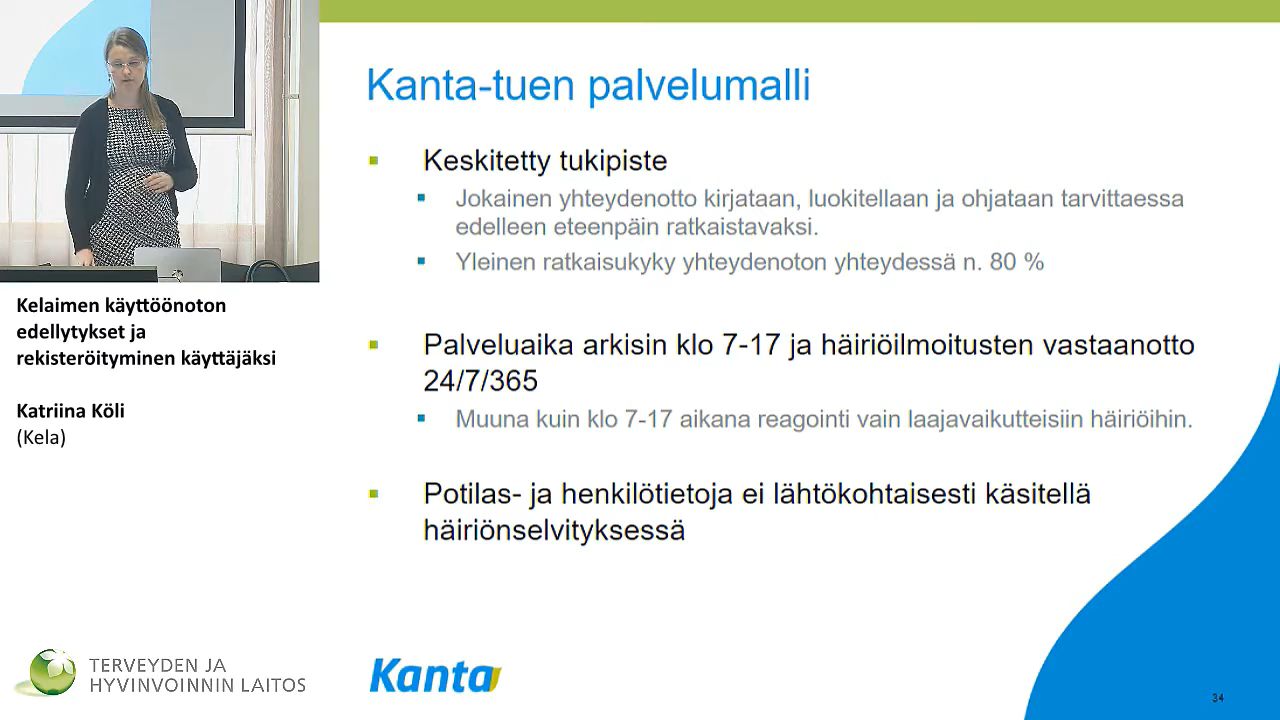 Kanta-tuen palvelumalli
Keskitetty tukipiste
Jokainen yhteydenotto kirjataan, luokitellaan ja ohjataan tarvittaessa
edelleen eteenpäin ratkaistavaksi.
Yleinen ratkaisukyky yhteydenoton yhteydessä n. 80 %
Palveluaika arkisin klo 7-17 ja häiriöilmoitusten vastaanotto
24/7/365
Muuna kuin klo 7-17 aikana reagointi vain laajavaikutteisiin häiriöihin.
Potilas- ja henkilötietoja ei lähtökohtaisesti käsitellä
häiriönselvityksessä
Kelaimen käyttöönoton
edellytykset ja
rekisteröityminen käyttäjäksi
Katriina Köli
(Kela)
TERVEYDEN JA
HYVINVOINNIN LAITOS
Kanta
34